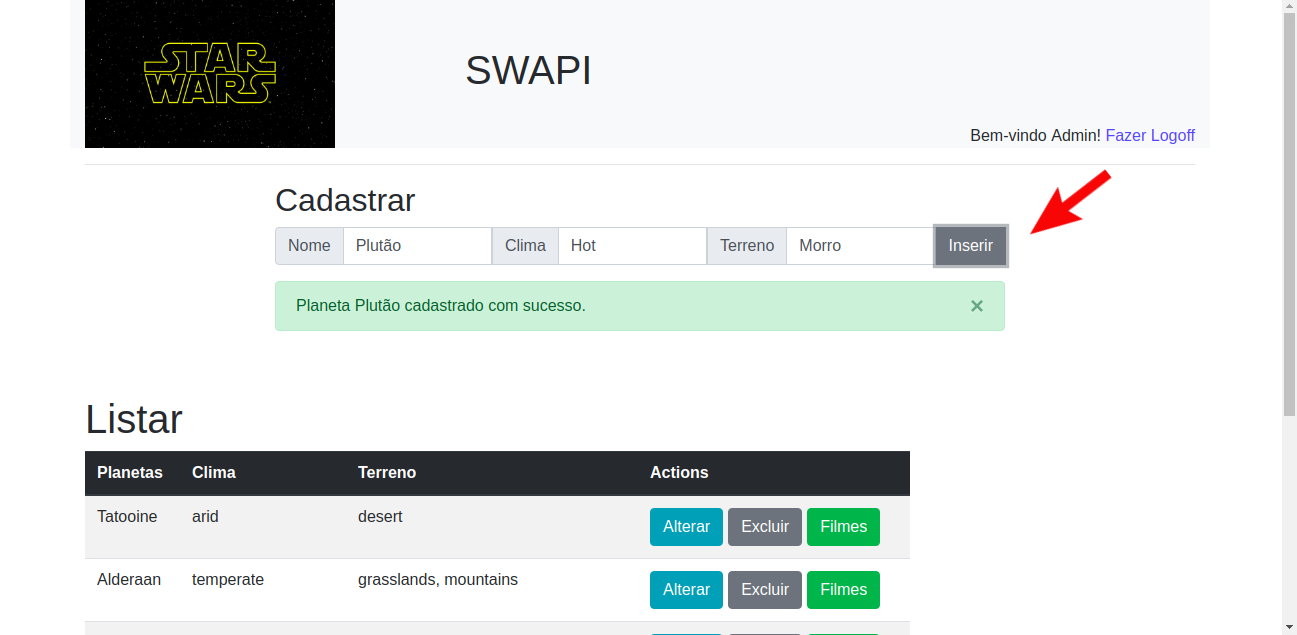 STAR
WARS
SWAPI
Bem-vindo Admin! Fazer Logoff
Cadastrar
Nome Plutão Clima Hot Terreno Morro Inserir
Planeta Plutão cadastrado com sucesso. ×
Listar
Planetas Clima Terreno Actions
Tatooine arid desert Alterar Excluir Filmes
Alderaan temperate grasslands, mountains Alterar Excluir Filmes